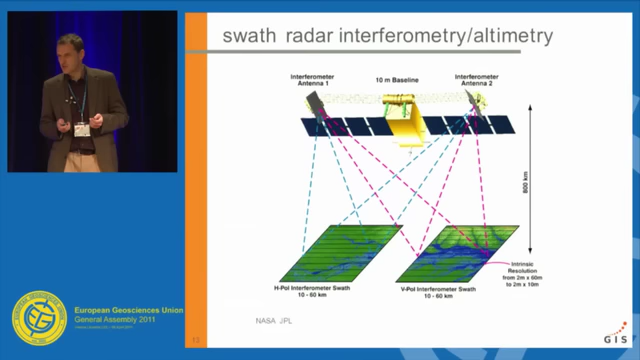 swath radar interferometry/altimetry
Interferometer
Antenna 1
10 m Baseline
Interferometer
Antenna 2
800 km
Intrinsic
Resolution
from 2m x 60m
to 2m x 10m
H-Pol Interferometer Swath
10 - 60 km
V-Pol Interferometer Swath
10 - 60 km
NASA JPL
European Geosciences Union
General Assembly 2011
13
GIS